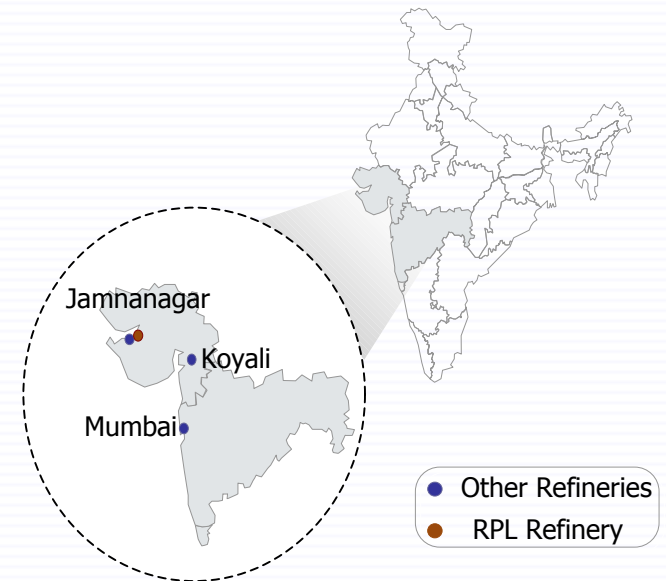 Jamnanagar
Koyali
Mumbai
Other Refineries
RPL Refinery